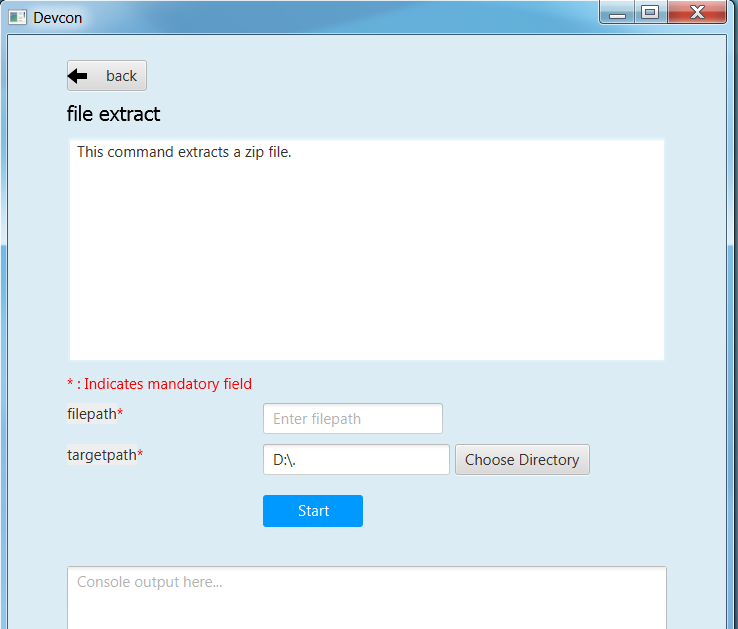 Devcon
back
file extract
This command extracts a zip file.
* : Indicates mandatory field
filepath*
Enter filepath
targetpath*
D:\.
Choose Directory
Start
Console output here...